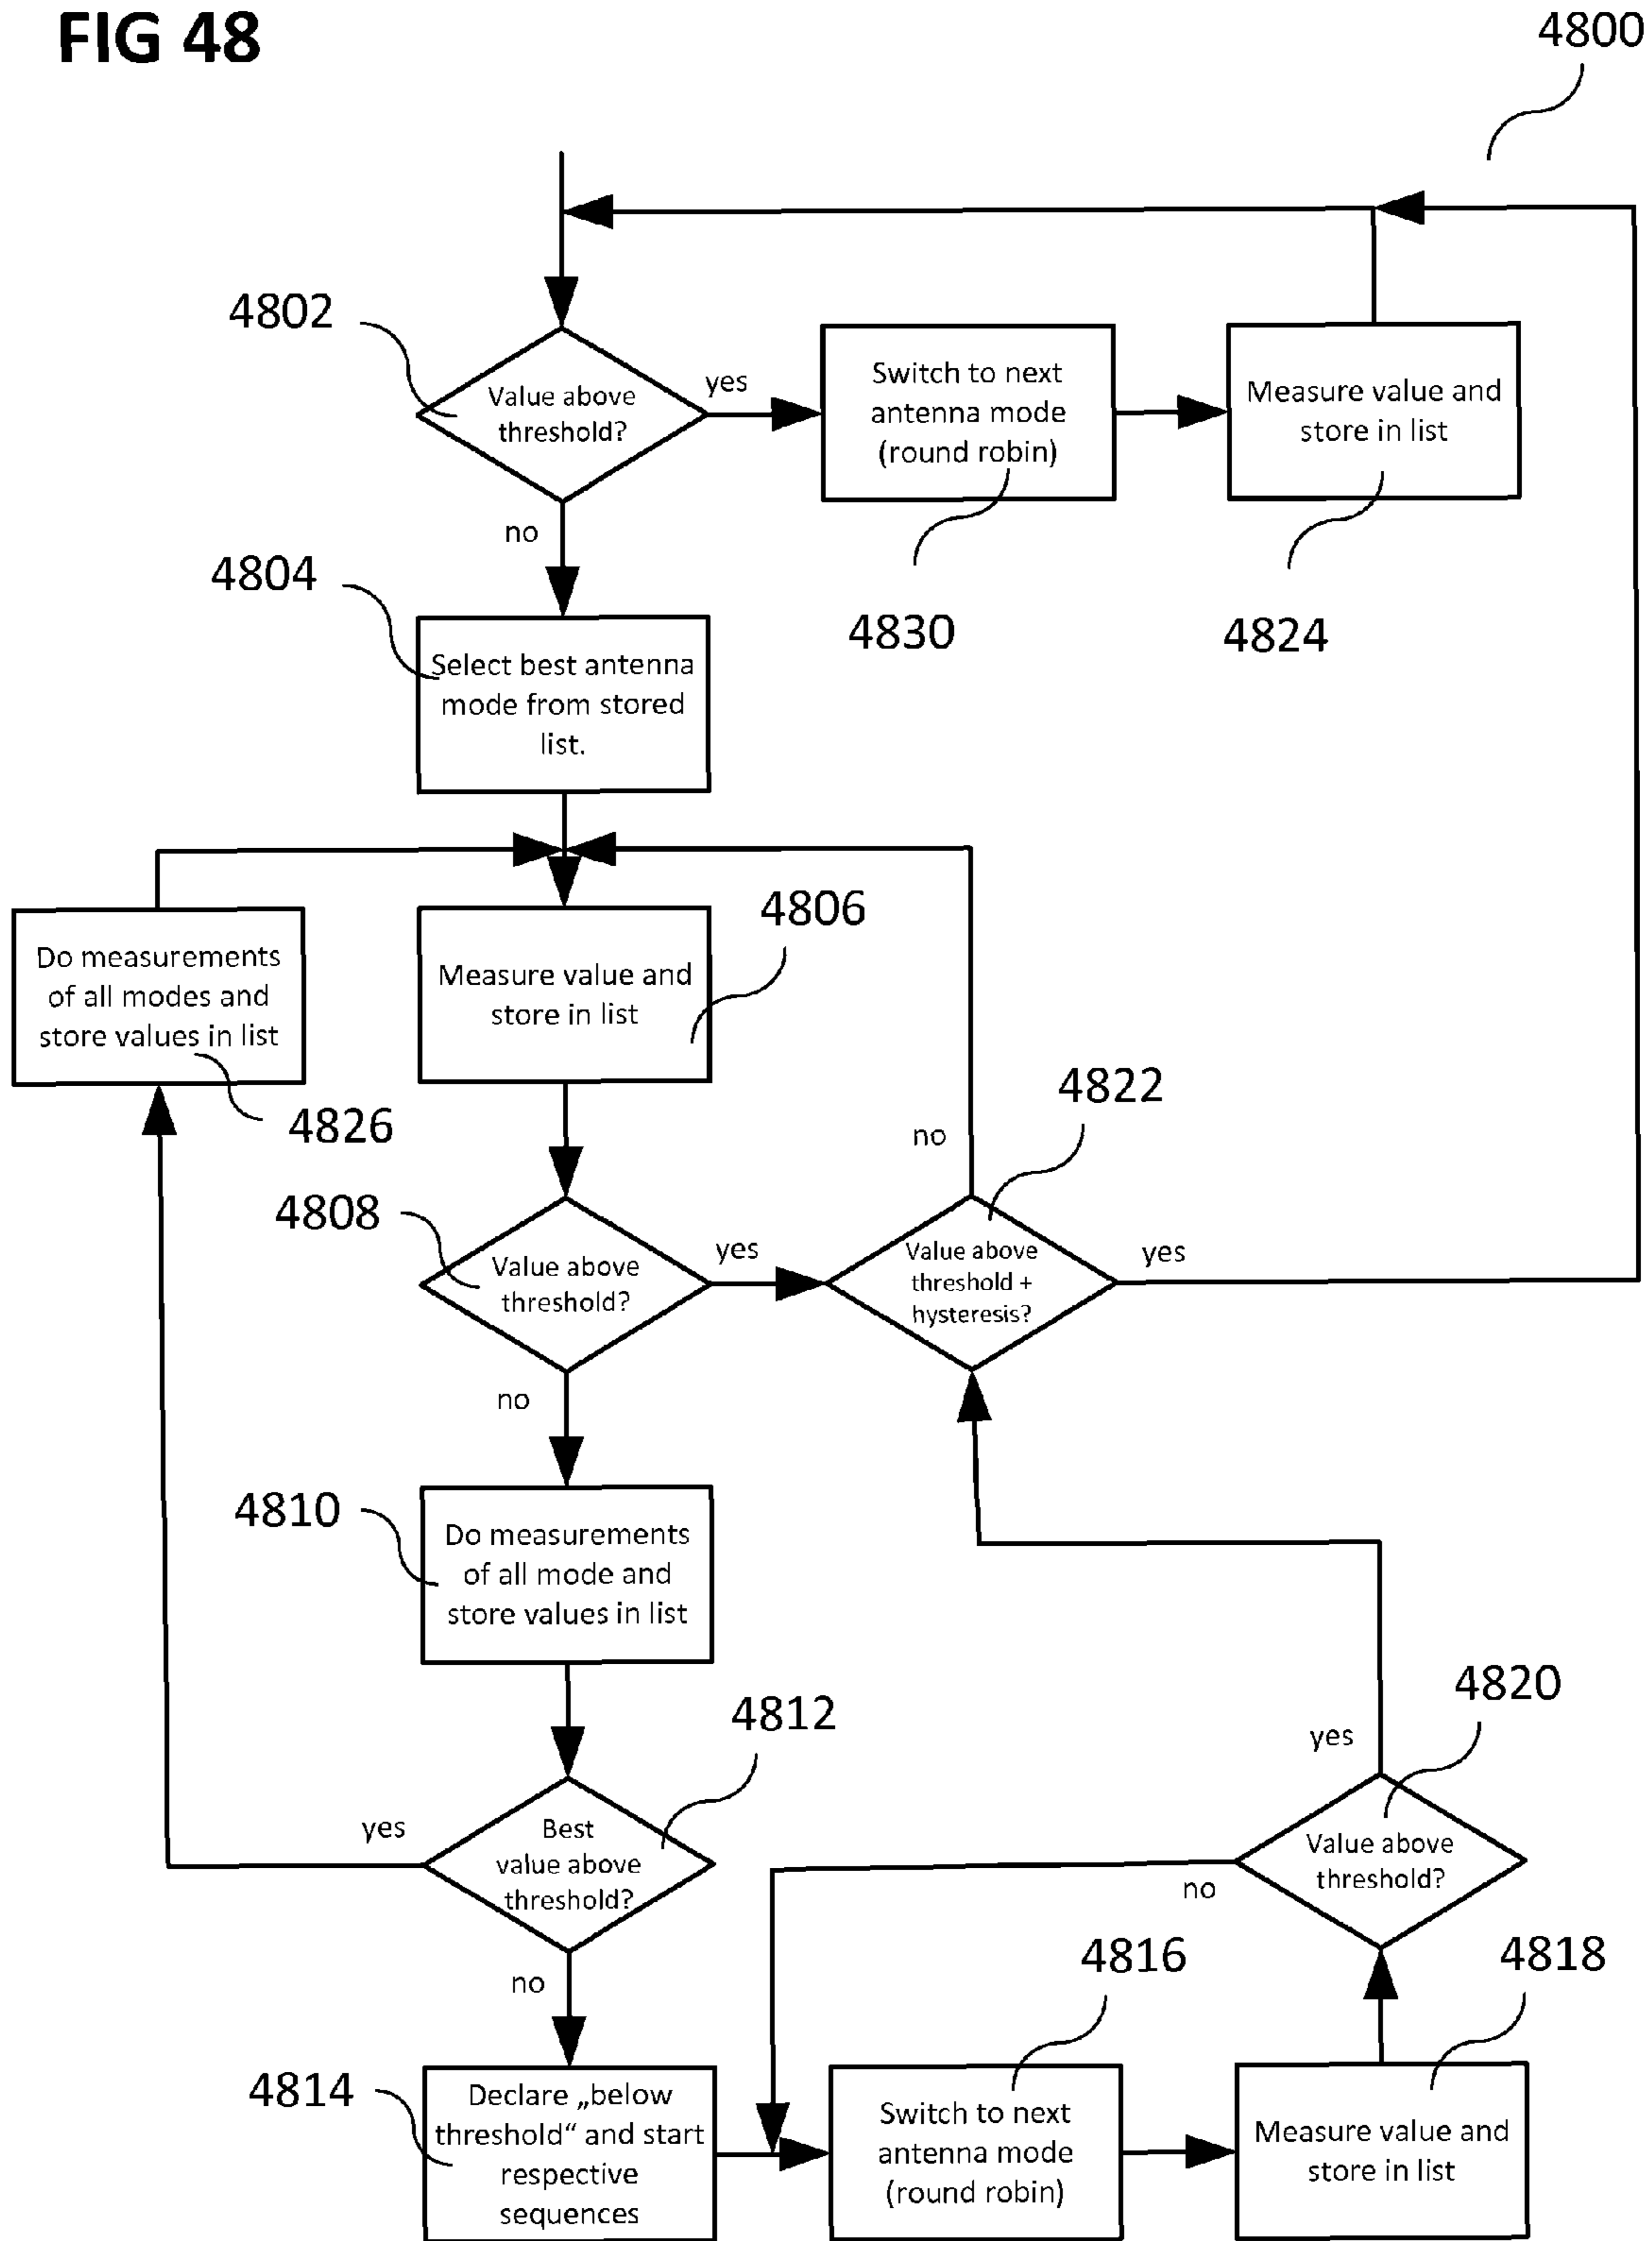 FIG 48
4800
4802
Value above
threshold?
yes
no
Switch to next
antenna mode
(round robin)
4830
Measure value and
store in list
4824
4804
Select best antenna
mode from stored
list.
Do measurements
of all modes and
store values in list
4826
4806
Measure value and
store in list
4808
Value above
threshold?
yes
no
4822
no
Value above
threshold +
hysteresis?
yes
4810
Do measurements
of all mode and
store values in list
4812
yes
Best
value above
threshold?
no
4820
yes
Value above
threshold?
no
4814
Declare „below
threshold“ and start
respective
sequences
4816
Switch to next
antenna mode
(round robin)
4818
Measure value and
store in list